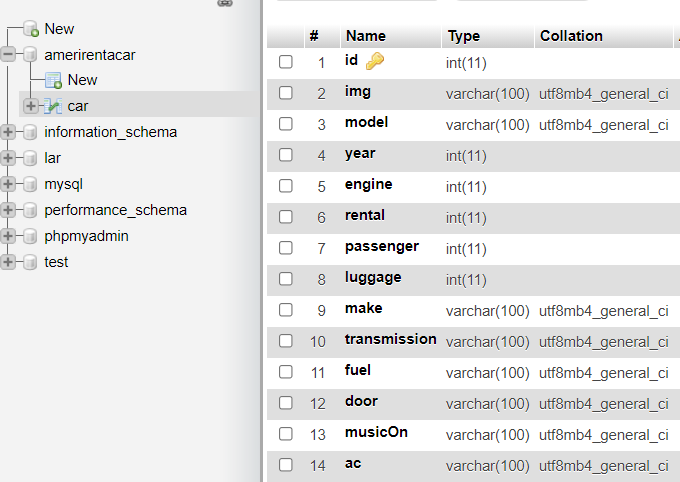 New
amerirentacar
New
car
information_schema
lar
mysql
performance_schema
phpmyadmin
test
# Name Type Collation
1 id int(11)
2 img varchar(100) utf8mb4_general_ci
3 model varchar(100) utf8mb4_general_ci
4 year int(11)
5 engine int(11)
6 rental int(11)
7 passenger int(11)
8 luggage int(11)
9 make varchar(100) utf8mb4_general_ci
10 transmission varchar(100) utf8mb4_general_ci
11 fuel varchar(100) utf8mb4_general_ci
12 door varchar(100) utf8mb4_general_ci
13 musicOn varchar(100) utf8mb4_general_ci
14 ac varchar(100) utf8mb4_general_ci